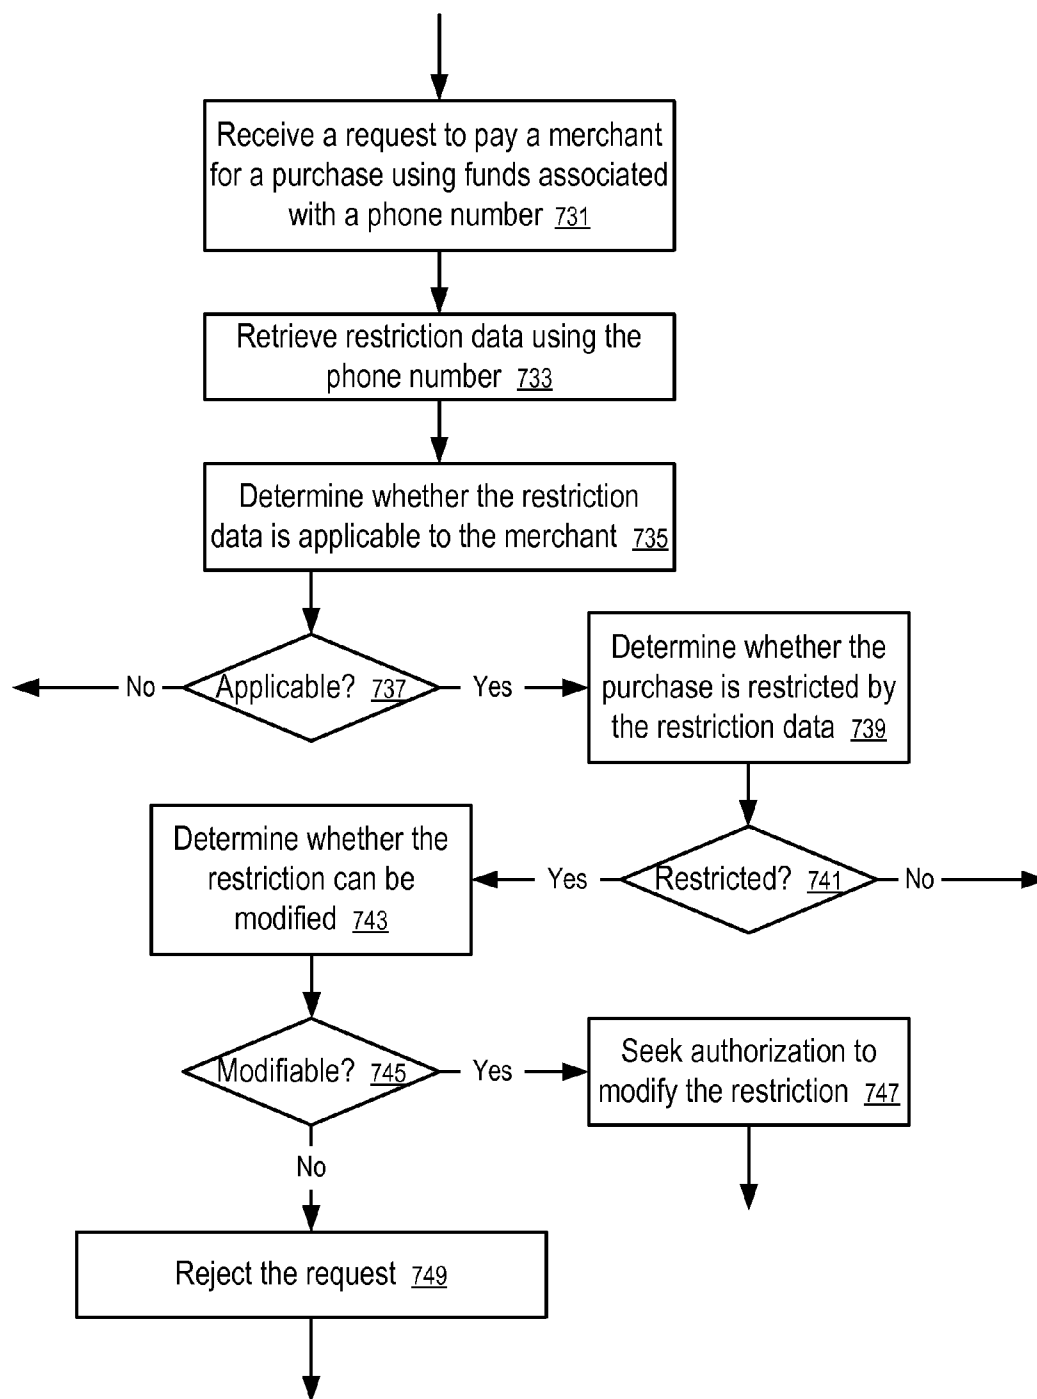 Receive a request to pay a merchant
for a purchase using funds associated
with a phone number 731
Retrieve restriction data using the
phone number 733
Determine whether the restriction
data is applicable to the merchant 735
No
Applicable? 737
Yes
Determine whether the
purchase is restricted by
the restriction data 739
Determine whether the
restriction can be
modified 743
Yes
Restricted? 741
No
Modifiable? 745
Yes
Seek authorization to
modify the restriction 747
No
Reject the request 749